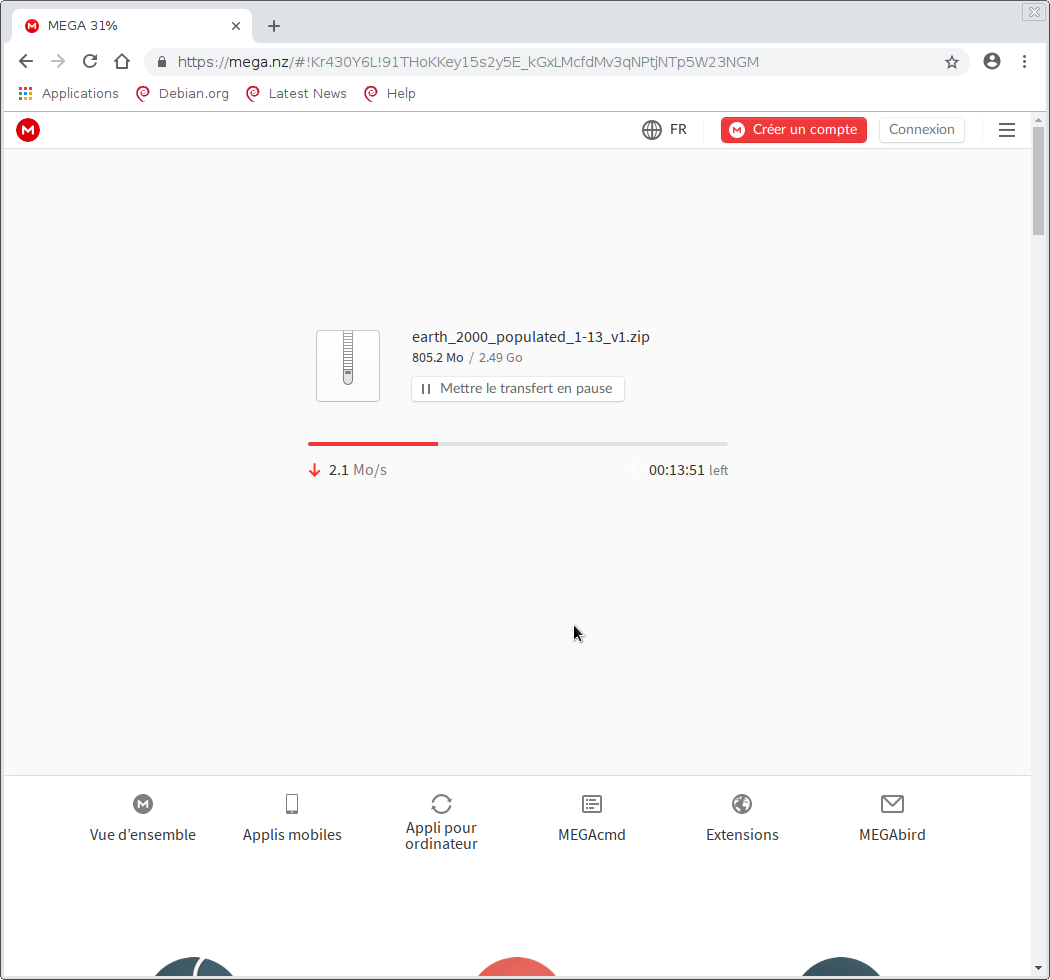 MEGA 31%
https://mega.nz/#!Kr430Y6L!91THoKKey15s2y5E_kGxLMcfdMv3qNPtjNTp5W23NGM
Applications Debian.org Latest News Help
M FR M Créer un compte Connexion
earth_2000_populated_1-13_v1.zip
805.2 Mo / 2.49 Go
Mettre le transfert en pause
2.1 Mo/s 00:13:51 left
Vue d'ensemble Applis mobiles Appli pour ordinateur MEGAcmd Extensions MEGAbird